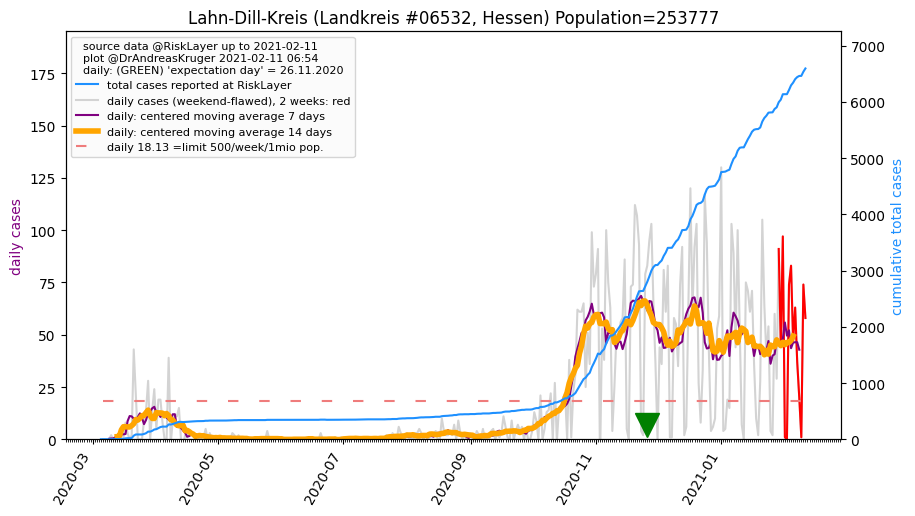 Lahn-Dill-Kreis (Landkreis #06532, Hessen) Population=253777
source data @RiskLayer up to 2021-02-11
plot @DrAndreasKruger 2021-02-11 06:54
daily: (GREEN) 'expectation day' = 26.11.2020
total cases reported at RiskLayer
daily cases (weekend-flawed), 2 weeks: red
daily: centered moving average 7 days
daily: centered moving average 14 days
daily 18.13 =limit 500/week/1mio pop.
daily cases
175
150
125
100
75
50
25
0
7000
6000
5000
4000
3000
2000
1000
0
cumulative total cases
2020-03
2020-05
2020-07
2020-09
2020-11
2021-01